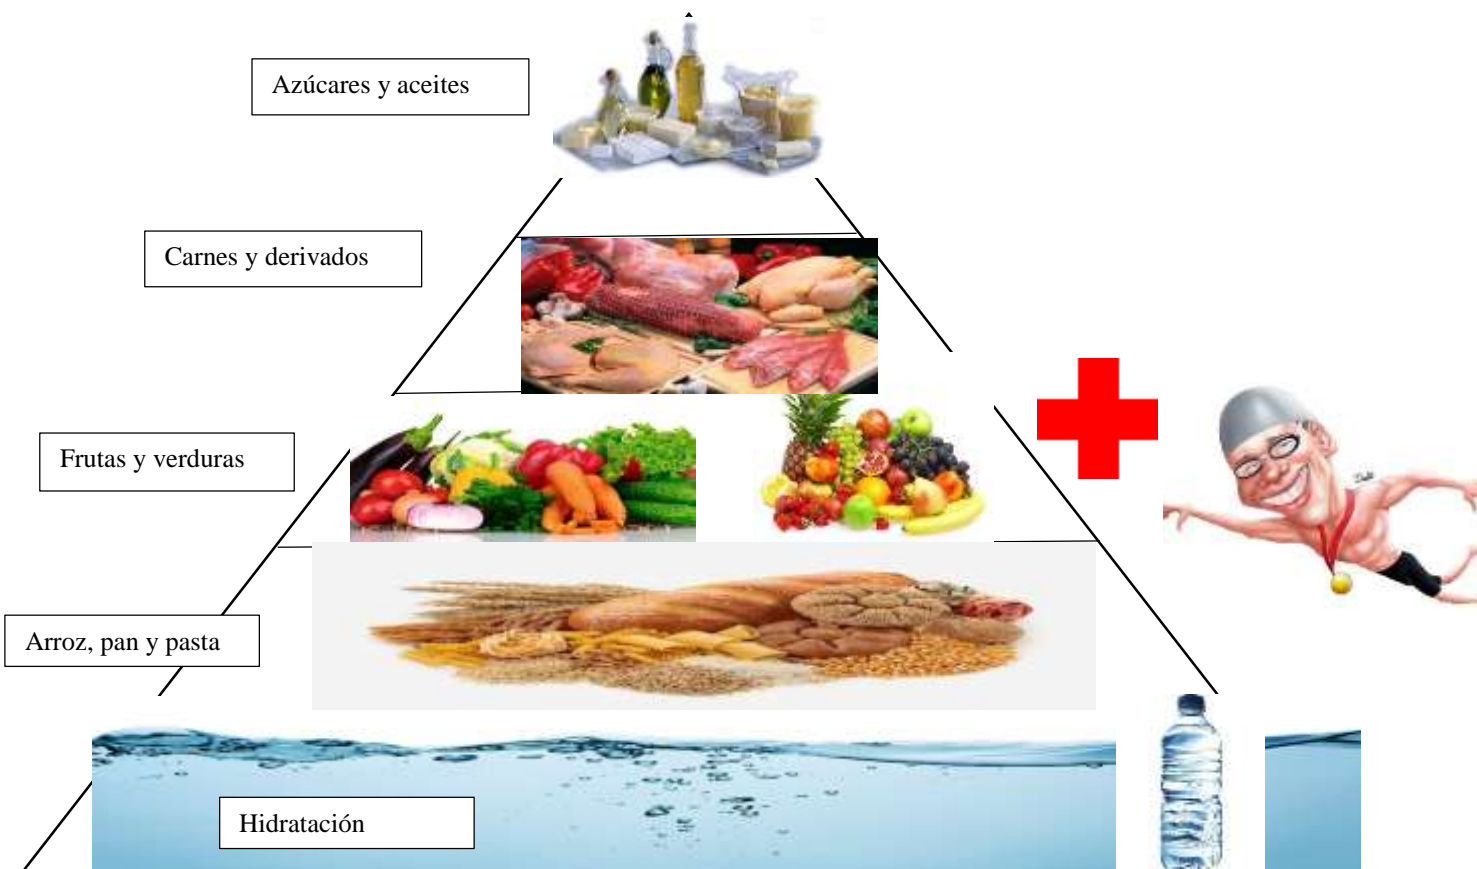 Azúcares y aceites
Carnes y derivados
Frutas y verduras
Arroz, pan y pasta
Hidratación